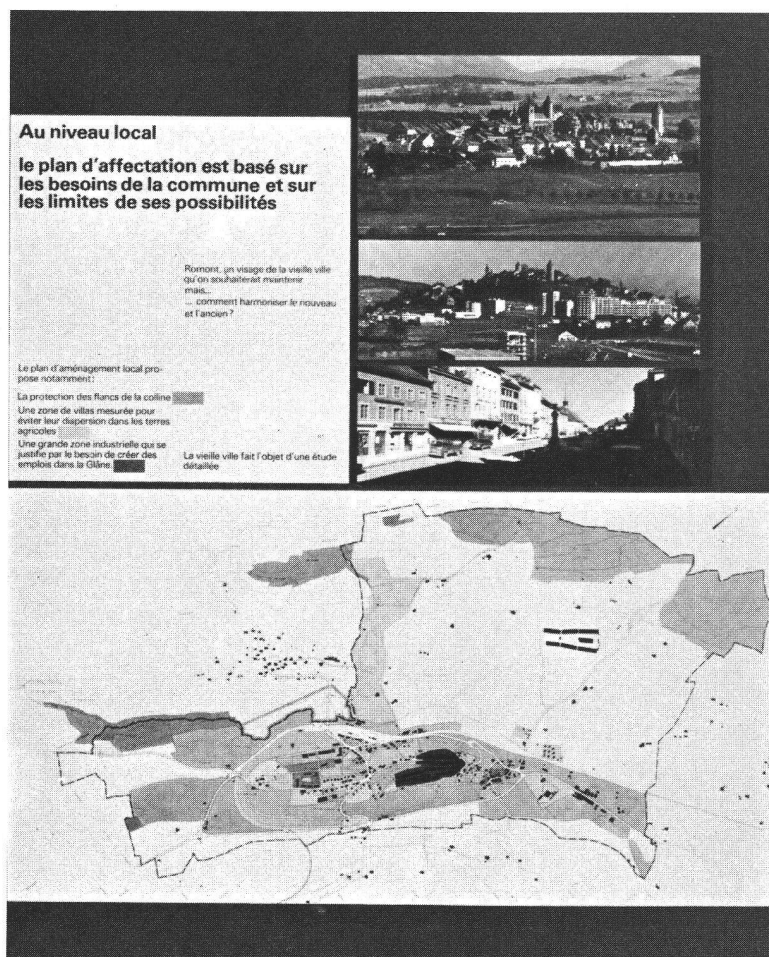 Au niveau local
le plan d'affectation est basé sur
les besoins de la commune et sur
les limites de ses possibilités
Romont, un visage de la vieille ville
qu'on souhaiterait maintenir
mais...
... comment harmoniser le nouveau
et l'ancien?
Le plan d'aménagement local pro-
pose notamment:
La protection des flancs de la colline
Une zone de villas mesurée pour
éviter leur dispersion dans les terres
agricoles
Une grande zone industrielle qui se
justifie par le besoin de créer des
emplois dans la Glâne.
La vieille ville fait l'objet d'une étude
détaillée